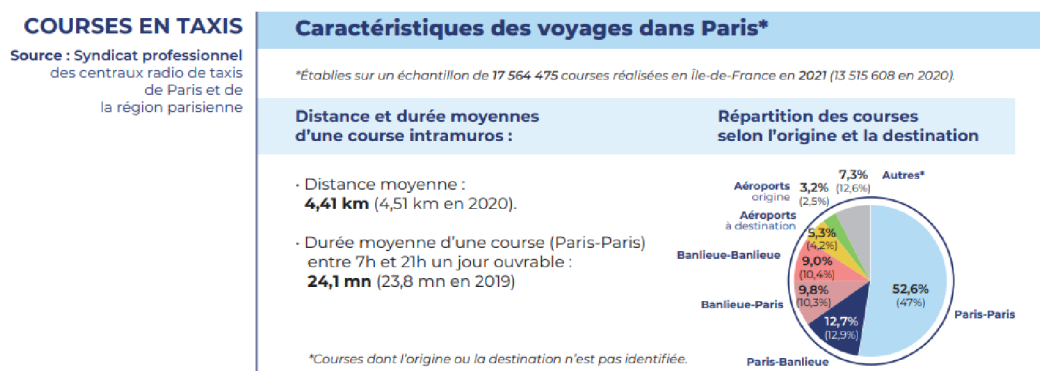 COURSES EN TAXIS
Source : Syndicat professionnel
des centraux radio de taxis
de Paris et de
la région parisienne
Caractéristiques des voyages dans Paris*
*Établies sur un échantillon de 17 564 475 courses réalisées en Île-de-France en 2021 (13 515 608 en 2020).
Distance et durée moyennes
d'une course intramuros :
· Distance moyenne :
4,41 km (4,51 km en 2020).
· Durée moyenne d'une course (Paris-Paris)
entre 7h et 21h un jour ouvrable :
24,1 mn (23,8 mn en 2019)
*Courses dont l'origine ou la destination n'est pas identifiée.
Répartition des courses
selon l'origine et la destination
7,3% Autres*
(12,6%)
Aéroports 3,2%
origine (2,5%)
Aéroports
à destination
5,3%
(4,2%)
Banlieue-Banlieue
9,0%
(10,4%)
Banlieue-Paris
9,8%
(10,3%)
52,6%
(47%)
Paris-Paris
12,7%
(12,9%)
Paris-Banlieue